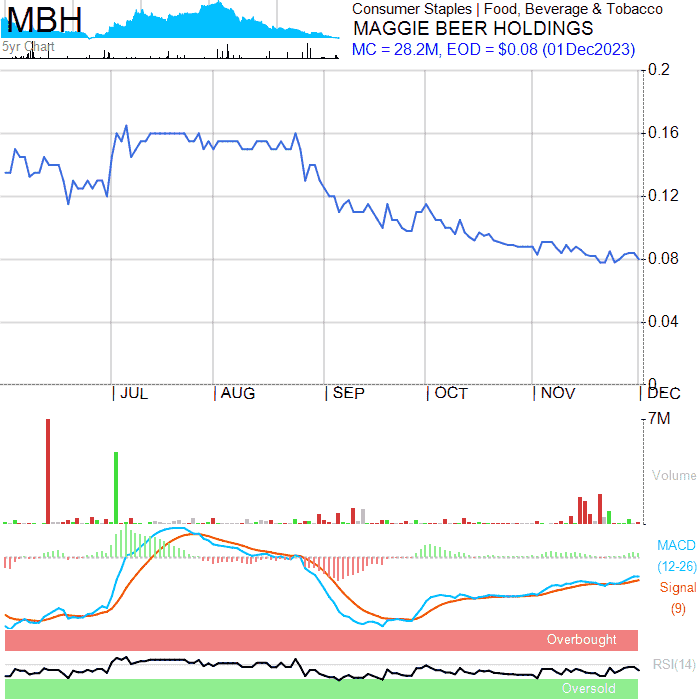 MBH
Consumer Staples | Food, Beverage & Tobacco
MAGGIE BEER HOLDINGS
5yr Chart
MC = 28.2M, EOD = $0.08 (01Dec2023)
0.2
0.16
0.12
0.08
0.04
0
JUL
AUG
SEP
OCT
NOV
DEC
7M
Volume
MACD
(12-26)
Signal
(9)
Overbought
RSI(14)
Oversold